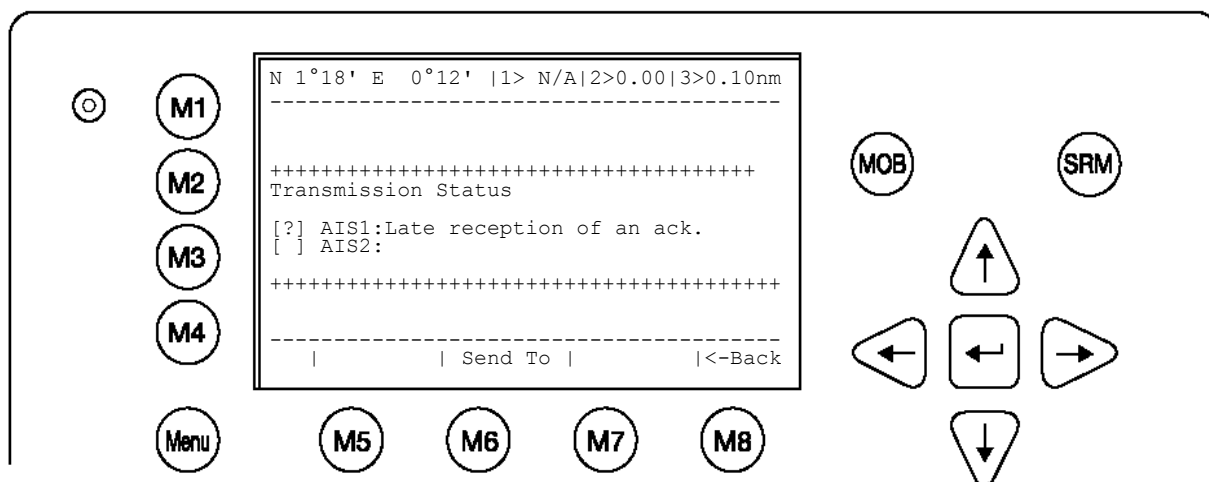 N 1°18' E  0°12' |1> N/A|2>0.00|3>0.10nm
----------------------------------------
++++++++++++++++++++++++++++++++++++++
Transmission Status
[?] AIS1:Late reception of an ack.
[ ] AIS2:
++++++++++++++++++++++++++++++++++++++++
----------------------------------------
|         | Send To |         |<-Back
M1
M2
M3
M4
Menu
M5
M6
M7
M8
MOB
SRM